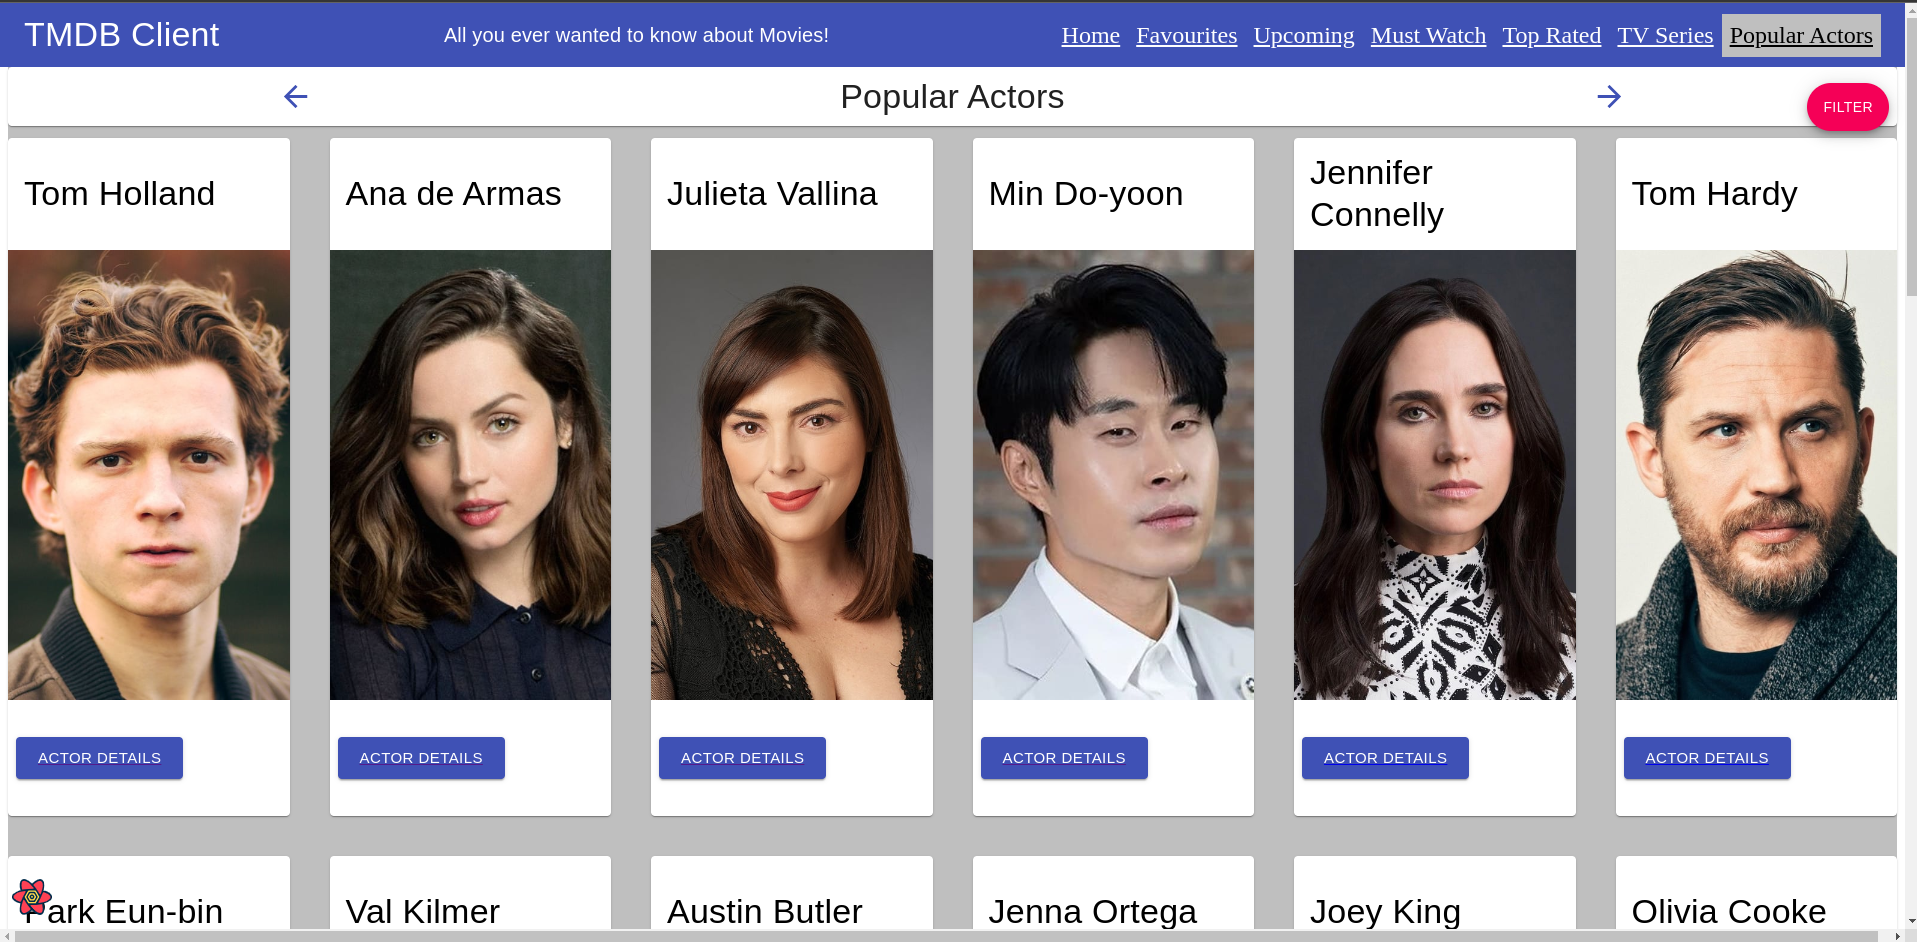 TMDB Client
All you ever wanted to know about Movies!
Home Favourites Upcoming Must Watch Top Rated TV Series Popular Actors
Popular Actors
FILTER
Tom Holland
Ana de Armas
Julieta Vallina
Min Do-yoon
Jennifer
Connelly
Tom Hardy
ACTOR DETAILS
ACTOR DETAILS
ACTOR DETAILS
ACTOR DETAILS
ACTOR DETAILS
ACTOR DETAILS
Park Eun-bin
Val Kilmer
Austin Butler
Jenna Ortega
Joey King
Olivia Cooke